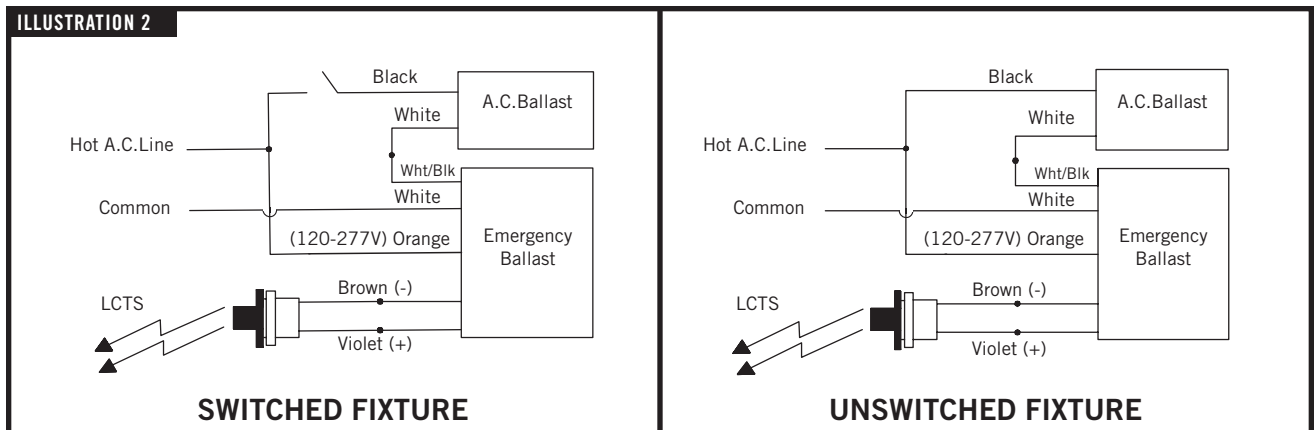 ILLUSTRATION 2
Black
A.C.Ballast
White
Hot A.C.Line
Wht/Blk
White
Common
(120-277V) Orange
Emergency
Ballast
Brown (-)
LCTS
Violet (+)
SWITCHED FIXTURE
Black
A.C.Ballast
White
Hot A.C.Line
Wht/Blk
White
Common
(120-277V) Orange
Emergency
Ballast
Brown (-)
LCTS
Violet (+)
UNSWITCHED FIXTURE